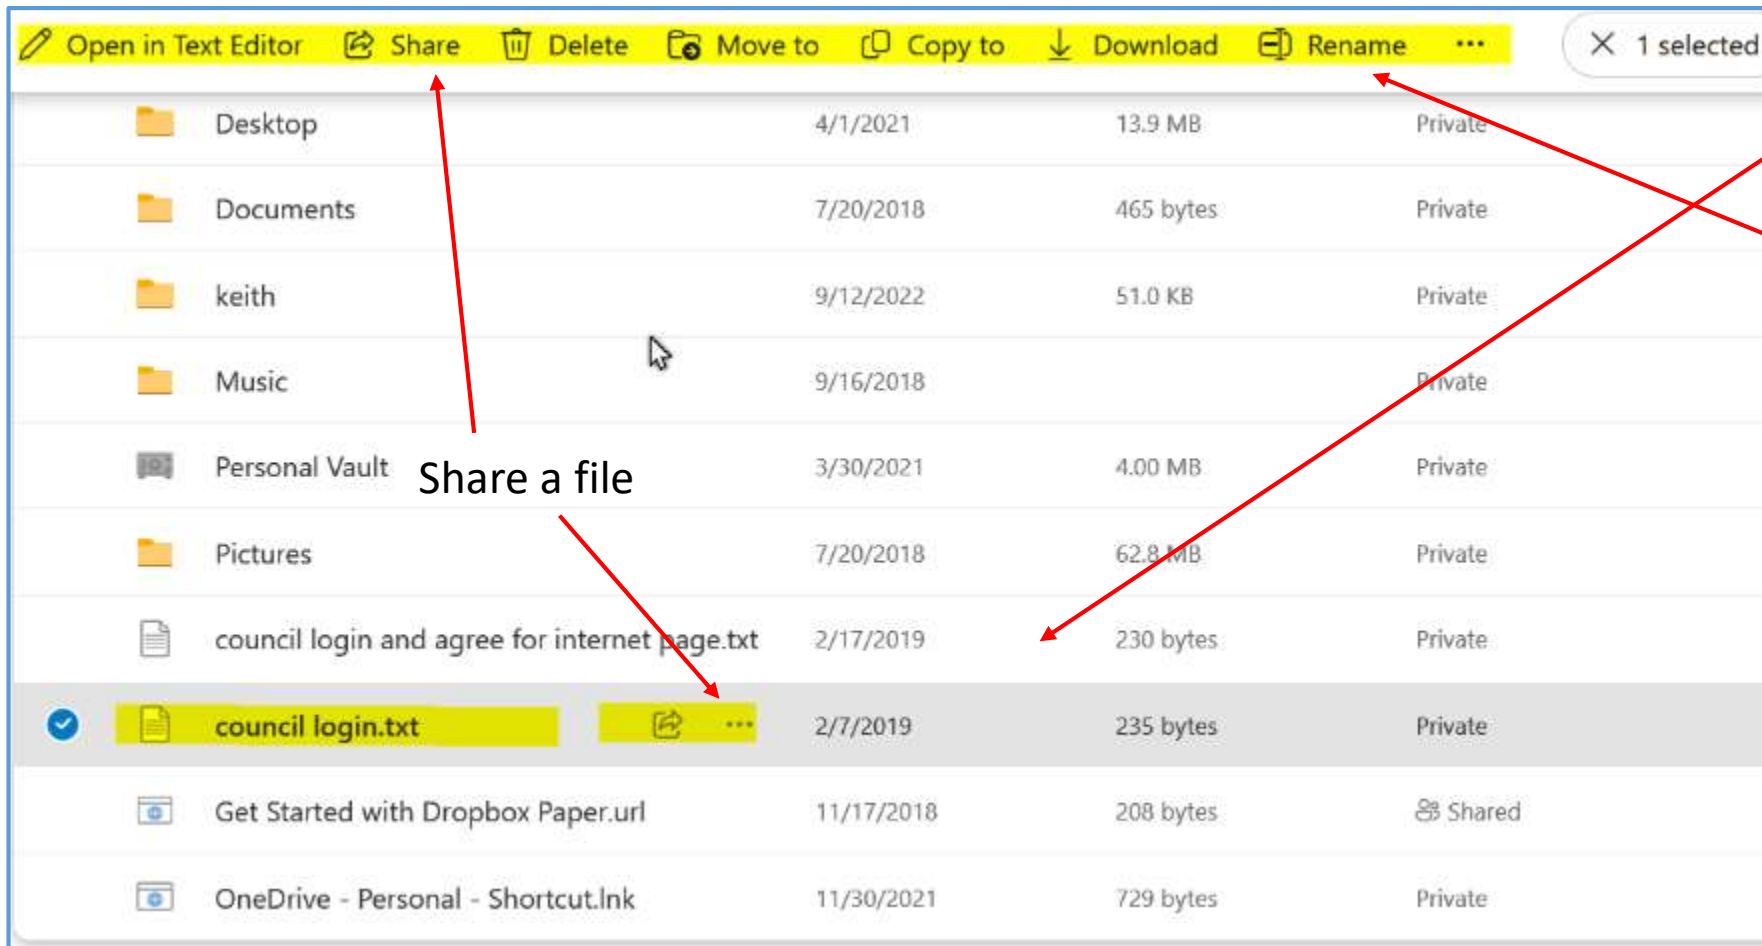 Open in Text Editor Share Delete Move to Copy to Download Rename ... 1 selected
Desktop 4/1/2021 13.9 MB Private
Documents 7/20/2018 465 bytes Private
keith 9/12/2022 51.0 KB Private
Music 9/16/2018 Private
Personal Vault 3/30/2021 4.00 MB Private
Share a file
Pictures 7/20/2018 62.8 MB Private
council login and agree for internet page.txt 2/17/2019 230 bytes Private
council login.txt ... 2/7/2019 235 bytes Private
Get Started with Dropbox Paper.url 11/17/2018 208 bytes Shared
OneDrive - Personal - Shortcut.lnk 11/30/2021 729 bytes Private